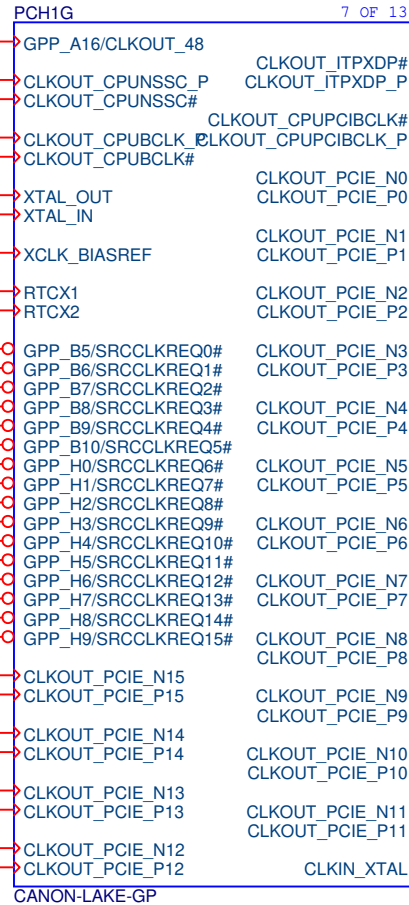 PCH1G 7 OF 13
GPP_A16/CLKOUT_48
CLKOUT_ITPXDP#
CLKOUT_CPUNSSC_P CLKOUT_ITPXDP_P
CLKOUT_CPUNSSC#
CLKOUT_CPUPCIBCLK#
CLKOUT_CPUBCLK_P CLKOUT_CPUPCIBCLK_P
CLKOUT_CPUBCLK#
CLKOUT_PCIE_N0
XTAL_OUT CLKOUT_PCIE_P0
XTAL_IN
CLKOUT_PCIE_N1
XCLK_BIASREF CLKOUT_PCIE_P1
RTCX1 CLKOUT_PCIE_N2
RTCX2 CLKOUT_PCIE_P2
GPP_B5/SRCCLKREQ0# CLKOUT_PCIE_N3
GPP_B6/SRCCLKREQ1# CLKOUT_PCIE_P3
GPP_B7/SRCCLKREQ2#
GPP_B8/SRCCLKREQ3# CLKOUT_PCIE_N4
GPP_B9/SRCCLKREQ4# CLKOUT_PCIE_P4
GPP_B10/SRCCLKREQ5#
GPP_H0/SRCCLKREQ6# CLKOUT_PCIE_N5
GPP_H1/SRCCLKREQ7# CLKOUT_PCIE_P5
GPP_H2/SRCCLKREQ8#
GPP_H3/SRCCLKREQ9# CLKOUT_PCIE_N6
GPP_H4/SRCCLKREQ10# CLKOUT_PCIE_P6
GPP_H5/SRCCLKREQ11#
GPP_H6/SRCCLKREQ12# CLKOUT_PCIE_N7
GPP_H7/SRCCLKREQ13# CLKOUT_PCIE_P7
GPP_H8/SRCCLKREQ14#
GPP_H9/SRCCLKREQ15# CLKOUT_PCIE_N8
CLKOUT_PCIE_P8
CLKOUT_PCIE_N15
CLKOUT_PCIE_P15 CLKOUT_PCIE_N9
CLKOUT_PCIE_P9
CLKOUT_PCIE_N14
CLKOUT_PCIE_P14 CLKOUT_PCIE_N10
CLKOUT_PCIE_P10
CLKOUT_PCIE_N13
CLKOUT_PCIE_P13 CLKOUT_PCIE_N11
CLKOUT_PCIE_P11
CLKOUT_PCIE_N12
CLKOUT_PCIE_P12 CLKIN_XTAL
CANON-LAKE-GP